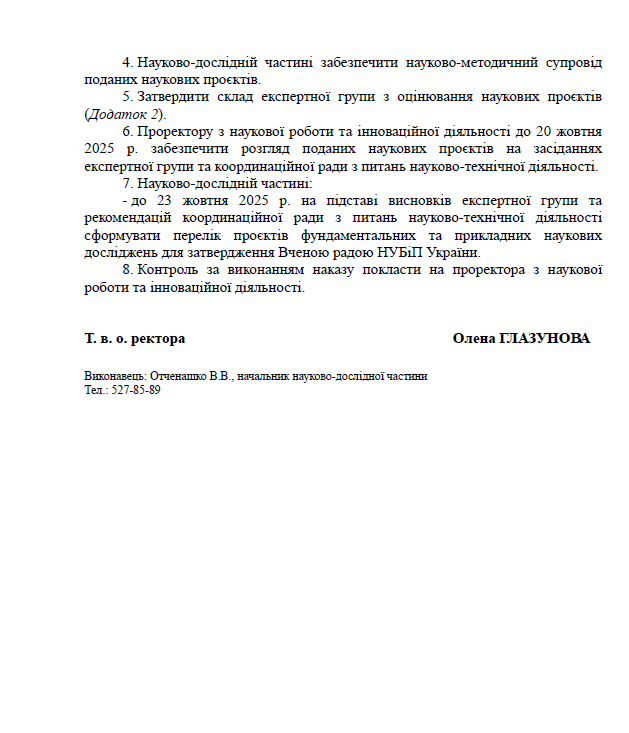 4. Науково-дослідній частині забезпечити науково-методичний супровід
поданих наукових проєктів.
5. Затвердити склад експертної групи з оцінювання наукових проєктів
(Додаток 2).
6. Проректору з наукової роботи та інноваційної діяльності до 20 жовтня
2025 р. забезпечити розгляд поданих наукових проєктів на засіданнях
експертної групи та координаційної ради з питань науково-технічної діяльності.
7. Науково-дослідній частині:
- до 23 жовтня 2025 р. на підставі висновків експертної групи та
рекомендацій координаційної ради з питань науково-технічної діяльності
сформувати перелік проєктів фундаментальних та прикладних наукових
досліджень для затвердження Вченою радою НУБіП України.
8. Контроль за виконанням наказу покласти на проректора з наукової
роботи та інноваційної діяльності.
Т. в. о. ректора Олена ГЛАЗУНОВА
Виконавець: Отченашко В.В., начальник науково-дослідної частини
Тел.: 527-85-89